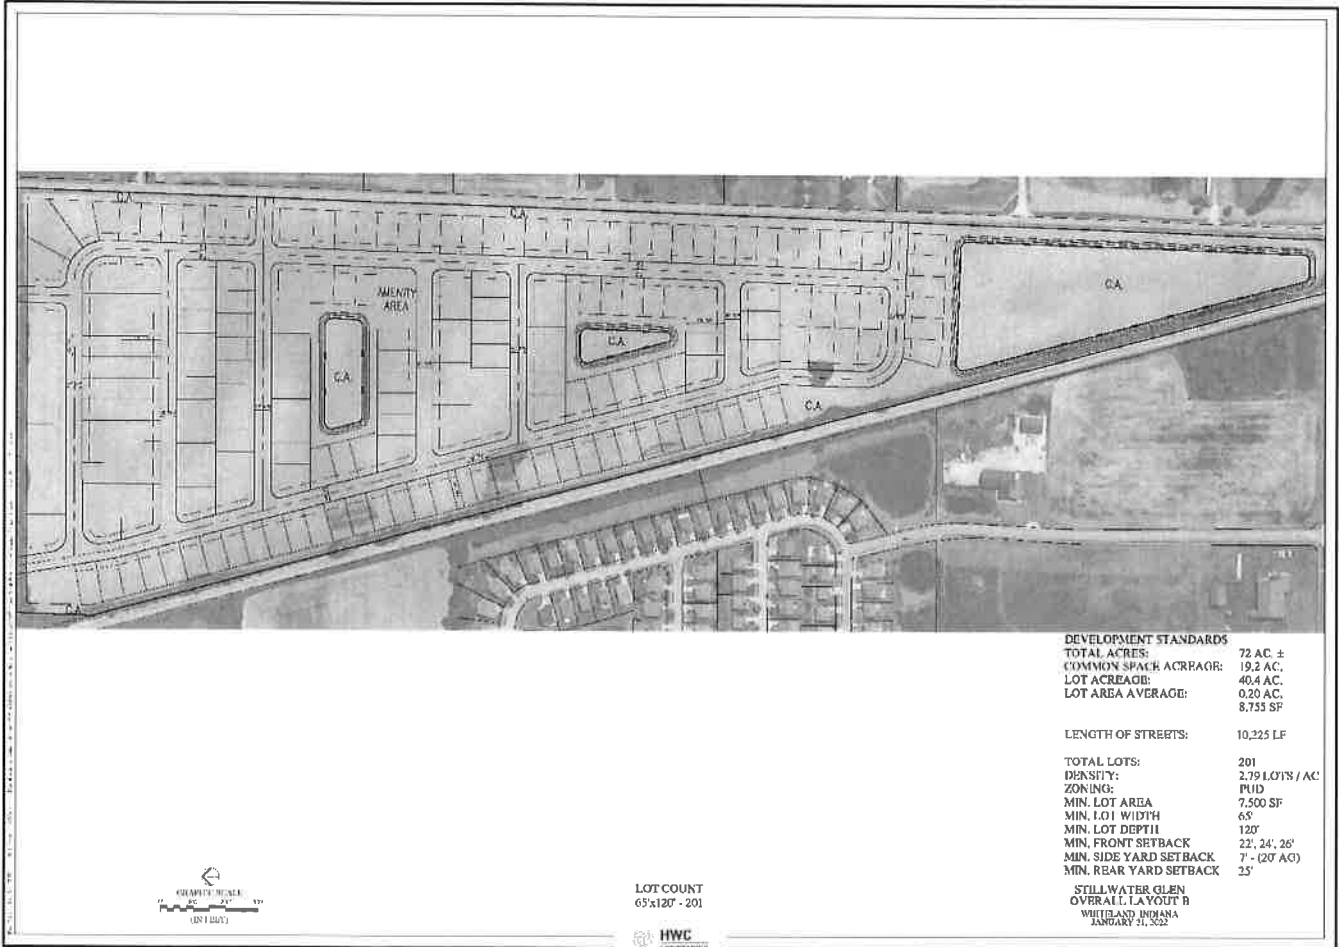 C.A.
C.A.
C.A.
AMENITY
AREA
C.A.
C.A.
C.A.
C.A.
DEVELOPMENT STANDARDS
TOTAL ACRES: 72 AC. ±
COMMON SPACE ACREAGE: 19.2 AC.
LOT ACREAGE: 40.4 AC.
LOT AREA AVERAGE: 0.20 AC.
8,755 SF
LENGTH OF STREETS: 10,225 LF
TOTAL LOTS: 201
DENSITY: 2.79 LOTS / AC
ZONING: PUD
MIN. LOT AREA 7,500 SF
MIN. LOT WIDTH 65'
MIN. LOT DEPTH 120'
MIN. FRONT SETBACK 22', 24', 26'
MIN. SIDE YARD SETBACK 7' - (20' AG)
MIN. REAR YARD SETBACK 25'
STILLWATER GLEN
OVERALL LAYOUT B
WHITELAND INDIANA
JANUARY 21, 2022
GRAPHIC SCALE
(IN FEET)
LOT COUNT
65'x120' - 201
HWC